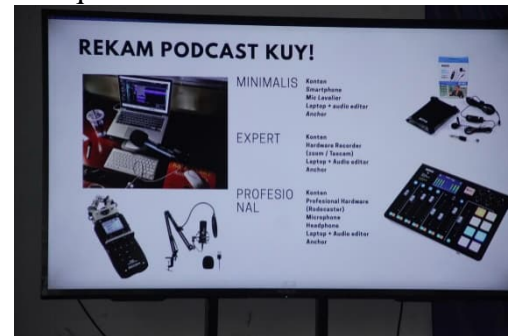 REKAM PODCAST KUY!
MINIMALIS
Konten
Smartphone
Mic Lavalier
Laptop + audio editor
Anchor
EXPERT
Konten
Hardware Recorder
(zoom / Tascam)
Laptop + Audio editor
Anchor
PROFESIO
NAL
Konten
Profesional Hardware
(Rodecaster)
Microphone
Headphone
Laptop + Audio editor
Anchor